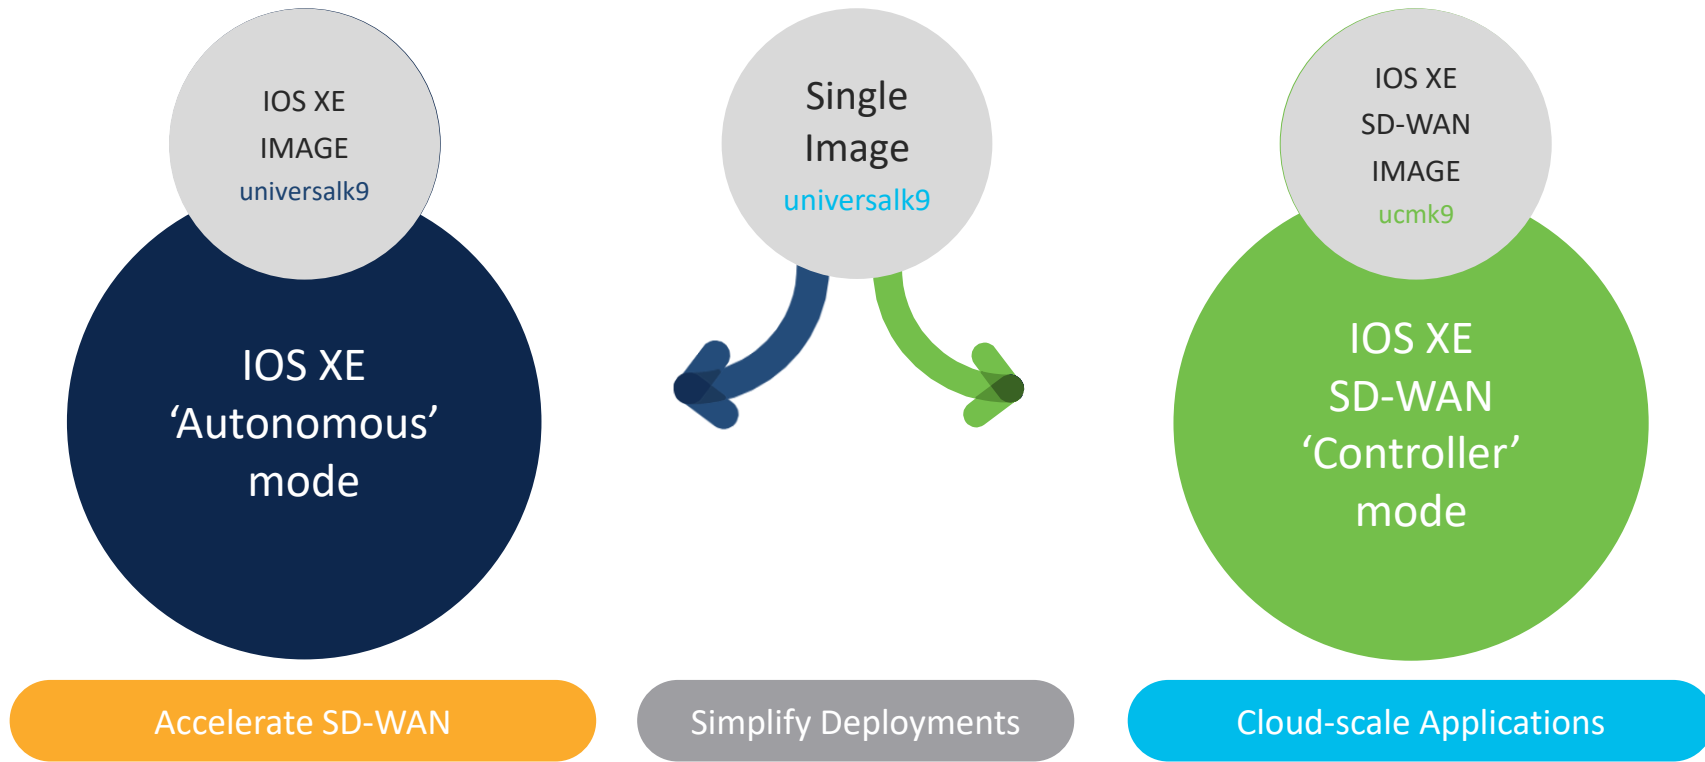 IOS XE
IMAGE
universalk9
IOS XE
‘Autonomous’
mode
Single
Image
universalk9
IOS XE
SD-WAN
IMAGE
ucmk9
IOS XE
SD-WAN
‘Controller’
mode
Accelerate SD-WAN
Simplify Deployments
Cloud-scale Applications